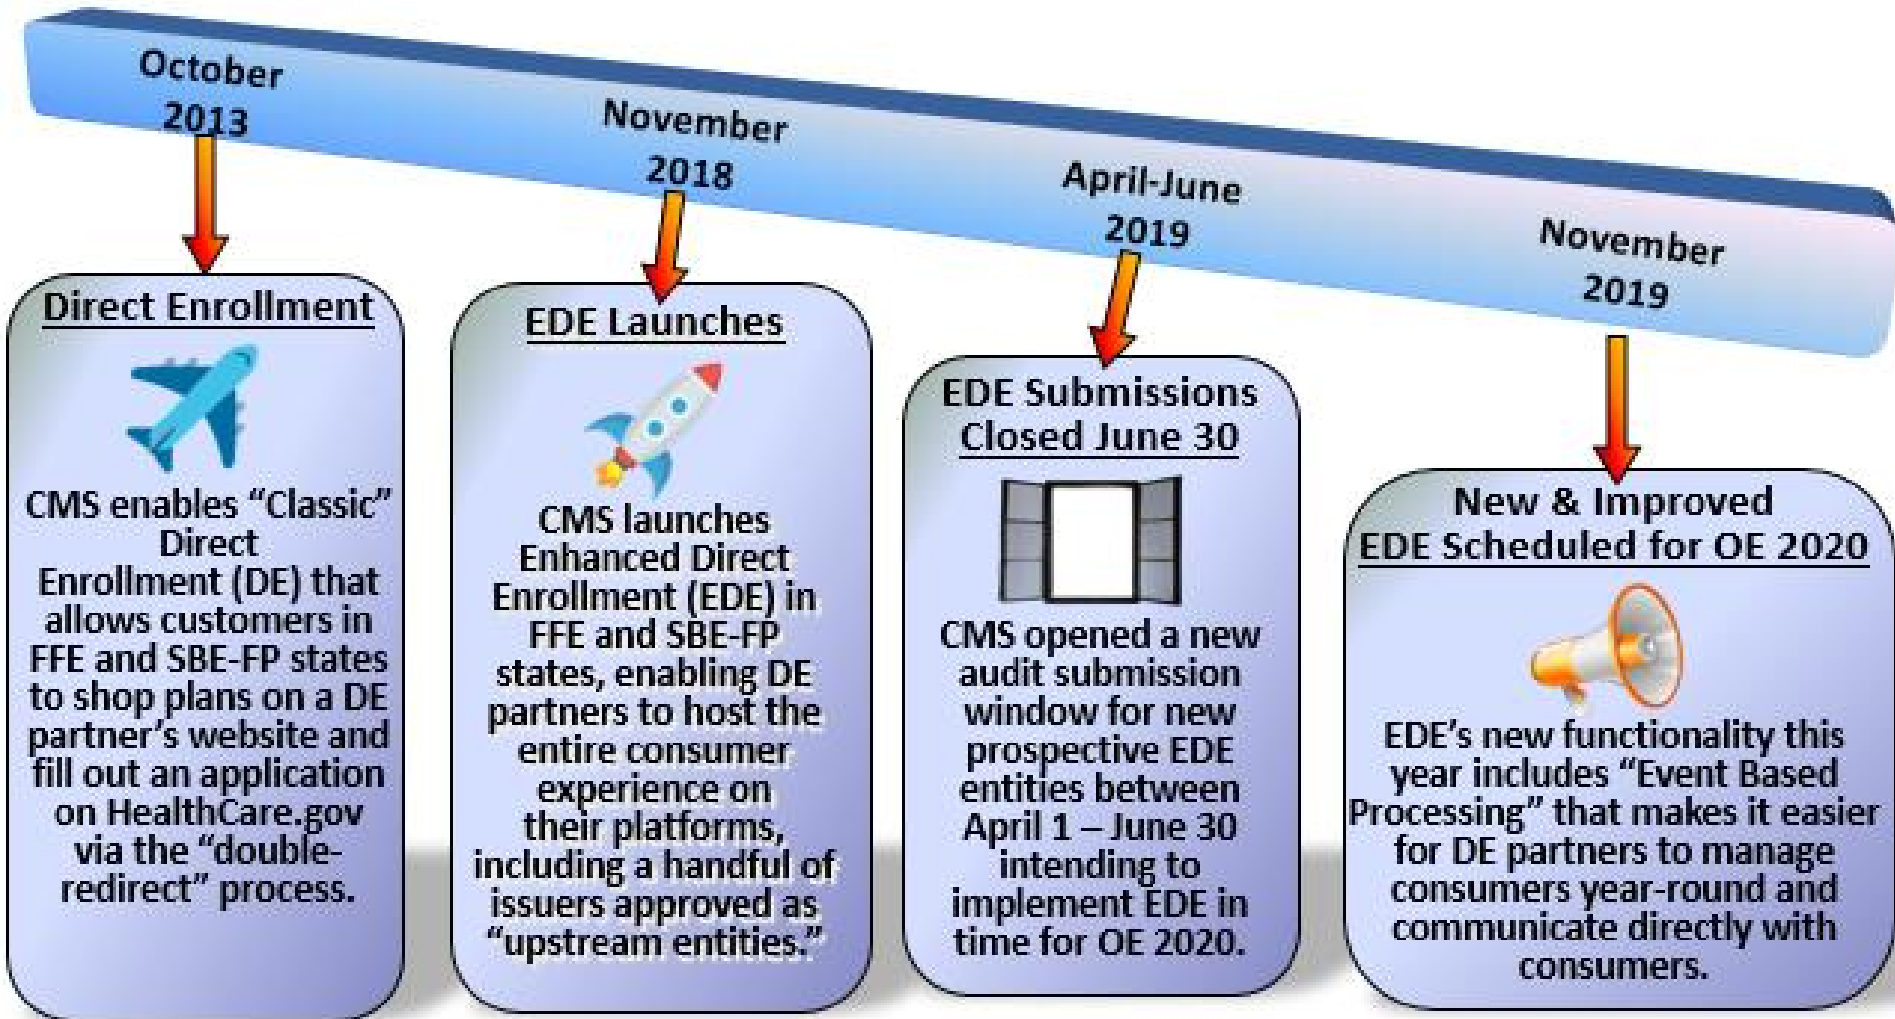 October
2013
November
2018
April-June
2019
November
2019
Direct Enrollment
CMS enables “Classic”
Direct
Enrollment (DE) that
allows customers in
FFE and SBE-FP states
to shop plans on a DE
partner’s website and
fill out an application
on HealthCare.gov
via the “double-
redirect” process.
EDE Launches
CMS launches
Enhanced Direct
Enrollment (EDE) in
FFE and SBE-FP
states, enabling DE
partners to host the
entire consumer
experience on
their platforms,
including a handful of
issuers approved as
“upstream entities.”
EDE Submissions
Closed June 30
CMS opened a new
audit submission
window for new
prospective EDE
entities between
April 1 – June 30
intending to
implement EDE in
time for OE 2020.
New & Improved
EDE Scheduled for OE 2020
EDE’s new functionality this
year includes “Event Based
Processing” that makes it easier
for DE partners to manage
consumers year-round and
communicate directly with
consumers.